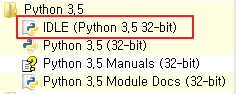 Python 3.5
IDLE (Python 3.5 32-bit)
Python 3.5 (32-bit)
Python 3.5 Manuals (32-bit)
Python 3.5 Module Docs (32-bit)